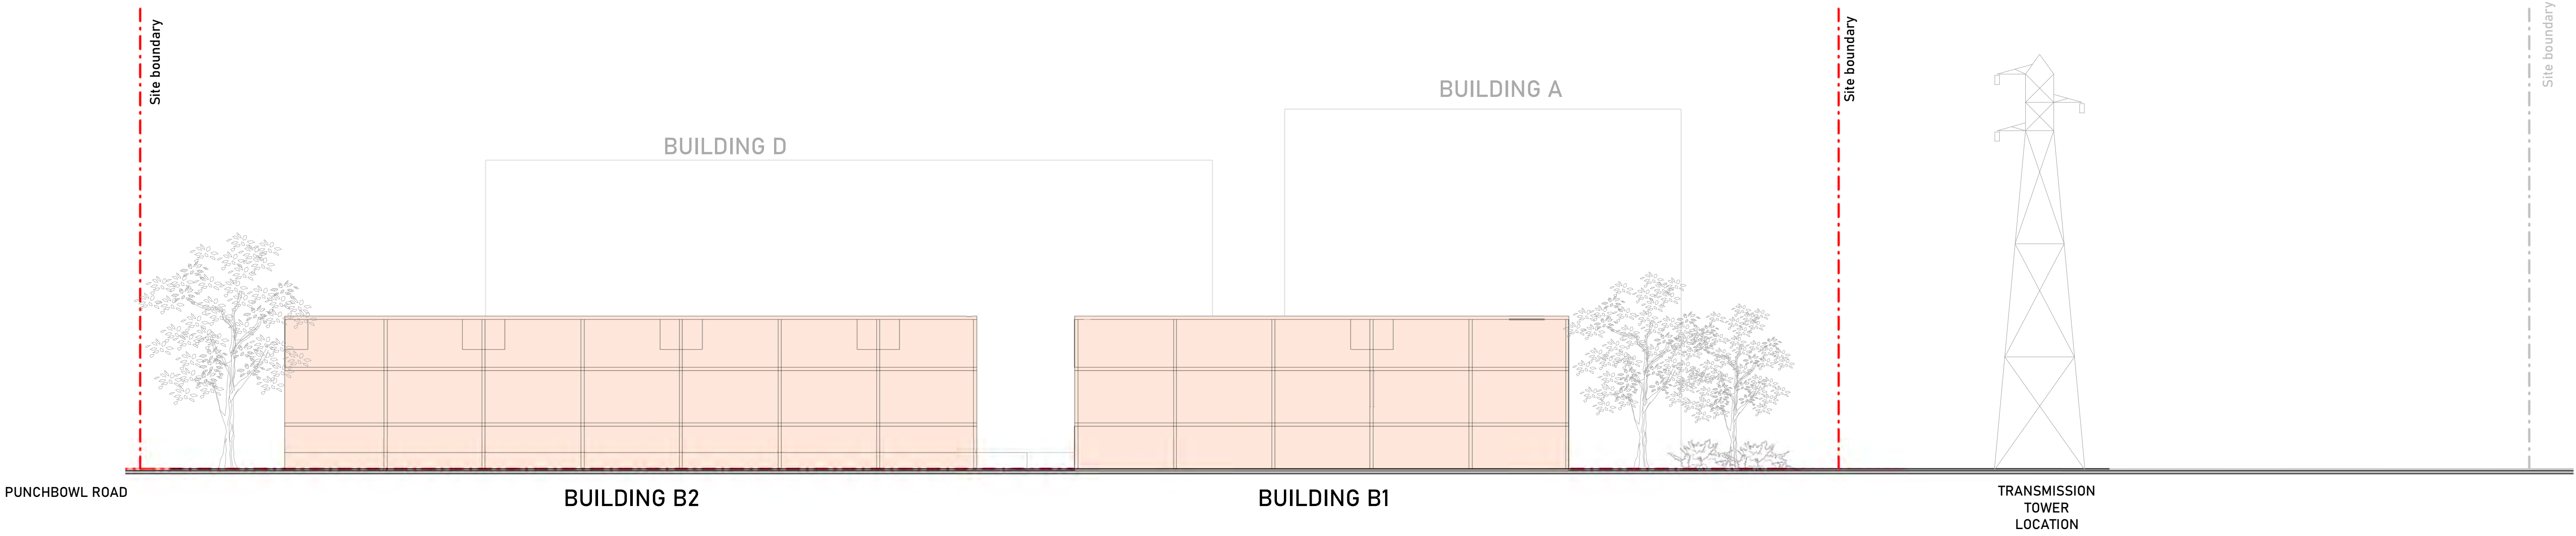 Site boundary
Site boundary
Site boundary
BUILDING A
BUILDING D
PUNCHBOWL ROAD
BUILDING B2
BUILDING B1
TRANSMISSION
TOWER
LOCATION